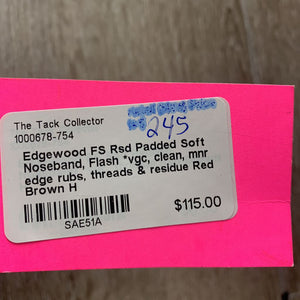 The Tack Collector
1000678-754
245
Edgewood FS Rsd Padded Soft
Noseband, Flash *vgc, clean, mnr
edge rubs, threads & residue Red
Brown H
$115.00
SAE51A